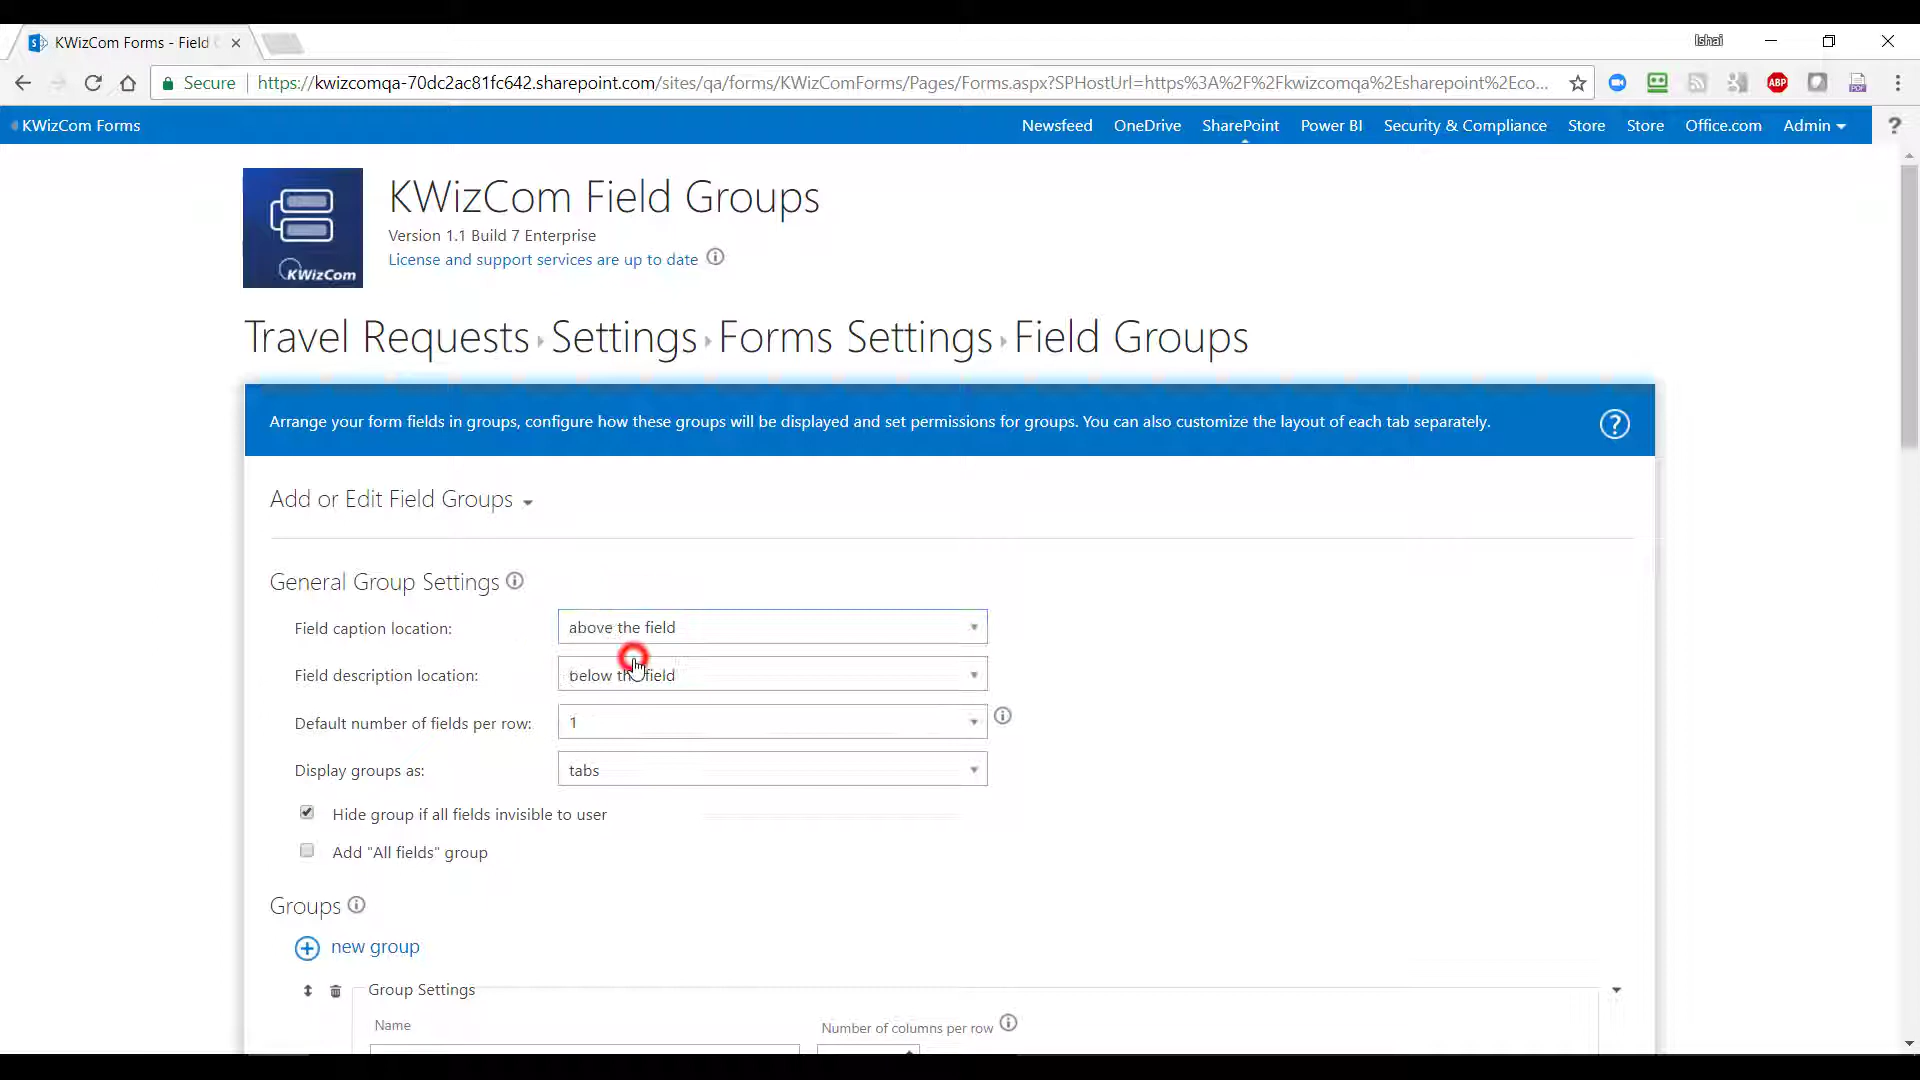 KWizCom Forms - Field
Ishai
Secure https://kwizcomqa-70dc2ac81fc642.sharepoint.com/sites/qa/forms/KWizComForms/Pages/Forms.aspx?SPHostUrl=https%3A%2F%2Fkwizcomqa%2Esharepoint%2Eco...
ABP
PDF
KWizCom Forms Newsfeed OneDrive SharePoint Power BI Security & Compliance Store Store Office.com Admin ?
KWizCom
KWizCom Field Groups
Version 1.1 Build 7 Enterprise
License and support services are up to date
Travel Requests Settings Forms Settings Field Groups
Arrange your form fields in groups, configure how these groups will be displayed and set permissions for groups. You can also customize the layout of each tab separately. ?
Add or Edit Field Groups
General Group Settings
Field caption location: above the field
Field description location: below the field
Default number of fields per row: 1
Display groups as: tabs
Hide group if all fields invisible to user
Add "All fields" group
Groups
new group
Group Settings
Name Number of columns per row